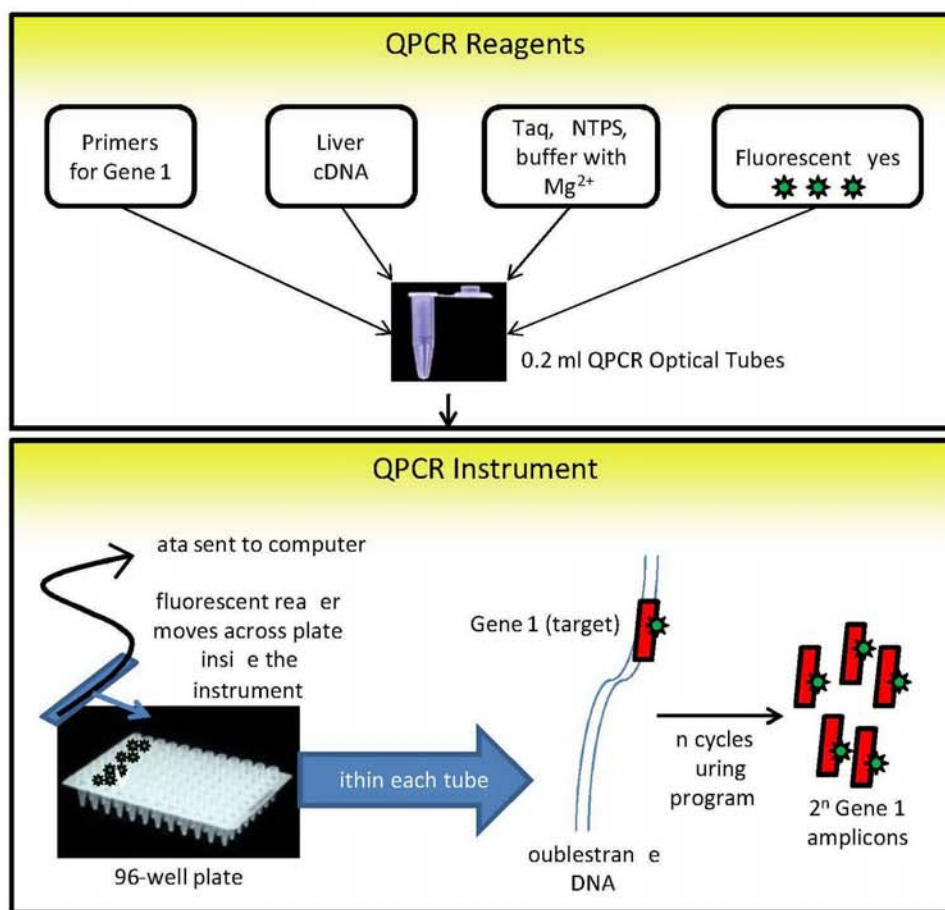 QPCR Reagents
Primers
for Gene 1
Liver
cDNA
Taq, NTPS,
buffer with
Mg²⁺
Fluorescent yes
0.2 ml QPCR Optical Tubes
QPCR Instrument
ata sent to computer
fluorescent rea er
moves across plate
insi e the
instrument
96-well plate
ithin each tube
Gene 1 (target)
oublestran e
DNA
n cycles
uring
program
2ⁿ Gene 1
amplicons